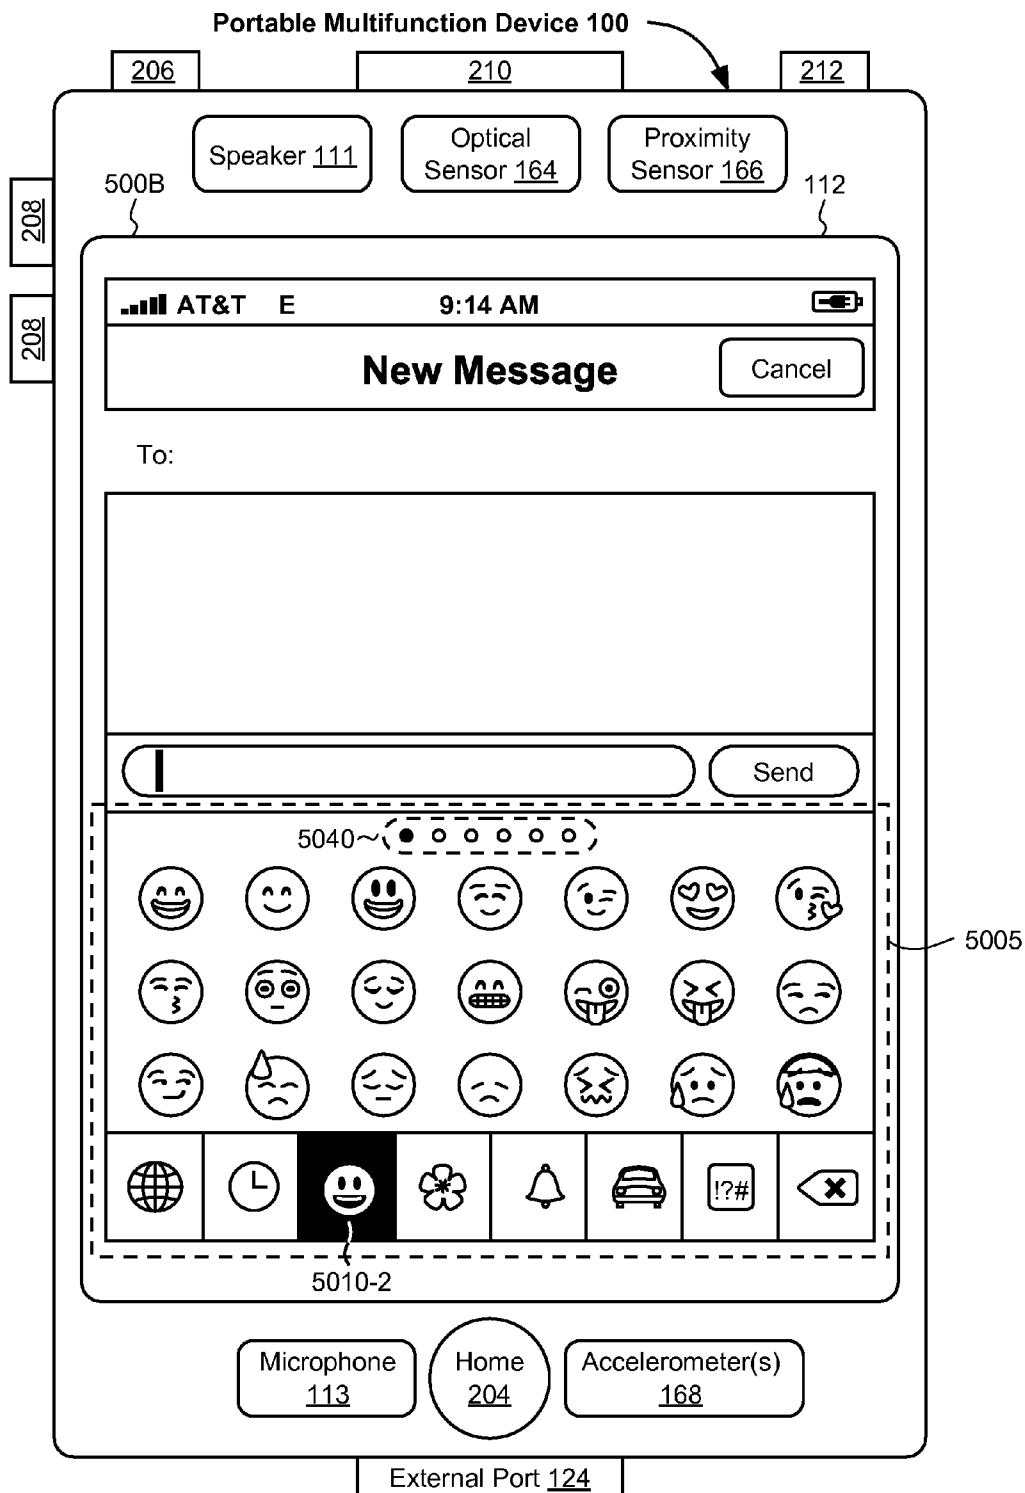 Portable Multifunction Device 100
206
210
212
Speaker 111
Optical
Sensor 164
Proximity
Sensor 166
500B
112
208
208
AT&T E 9:14 AM
New Message
Cancel
To:
Send
5040
5005
!?#
5010-2
Microphone
113
Home
204
Accelerometer(s)
168
External Port 124